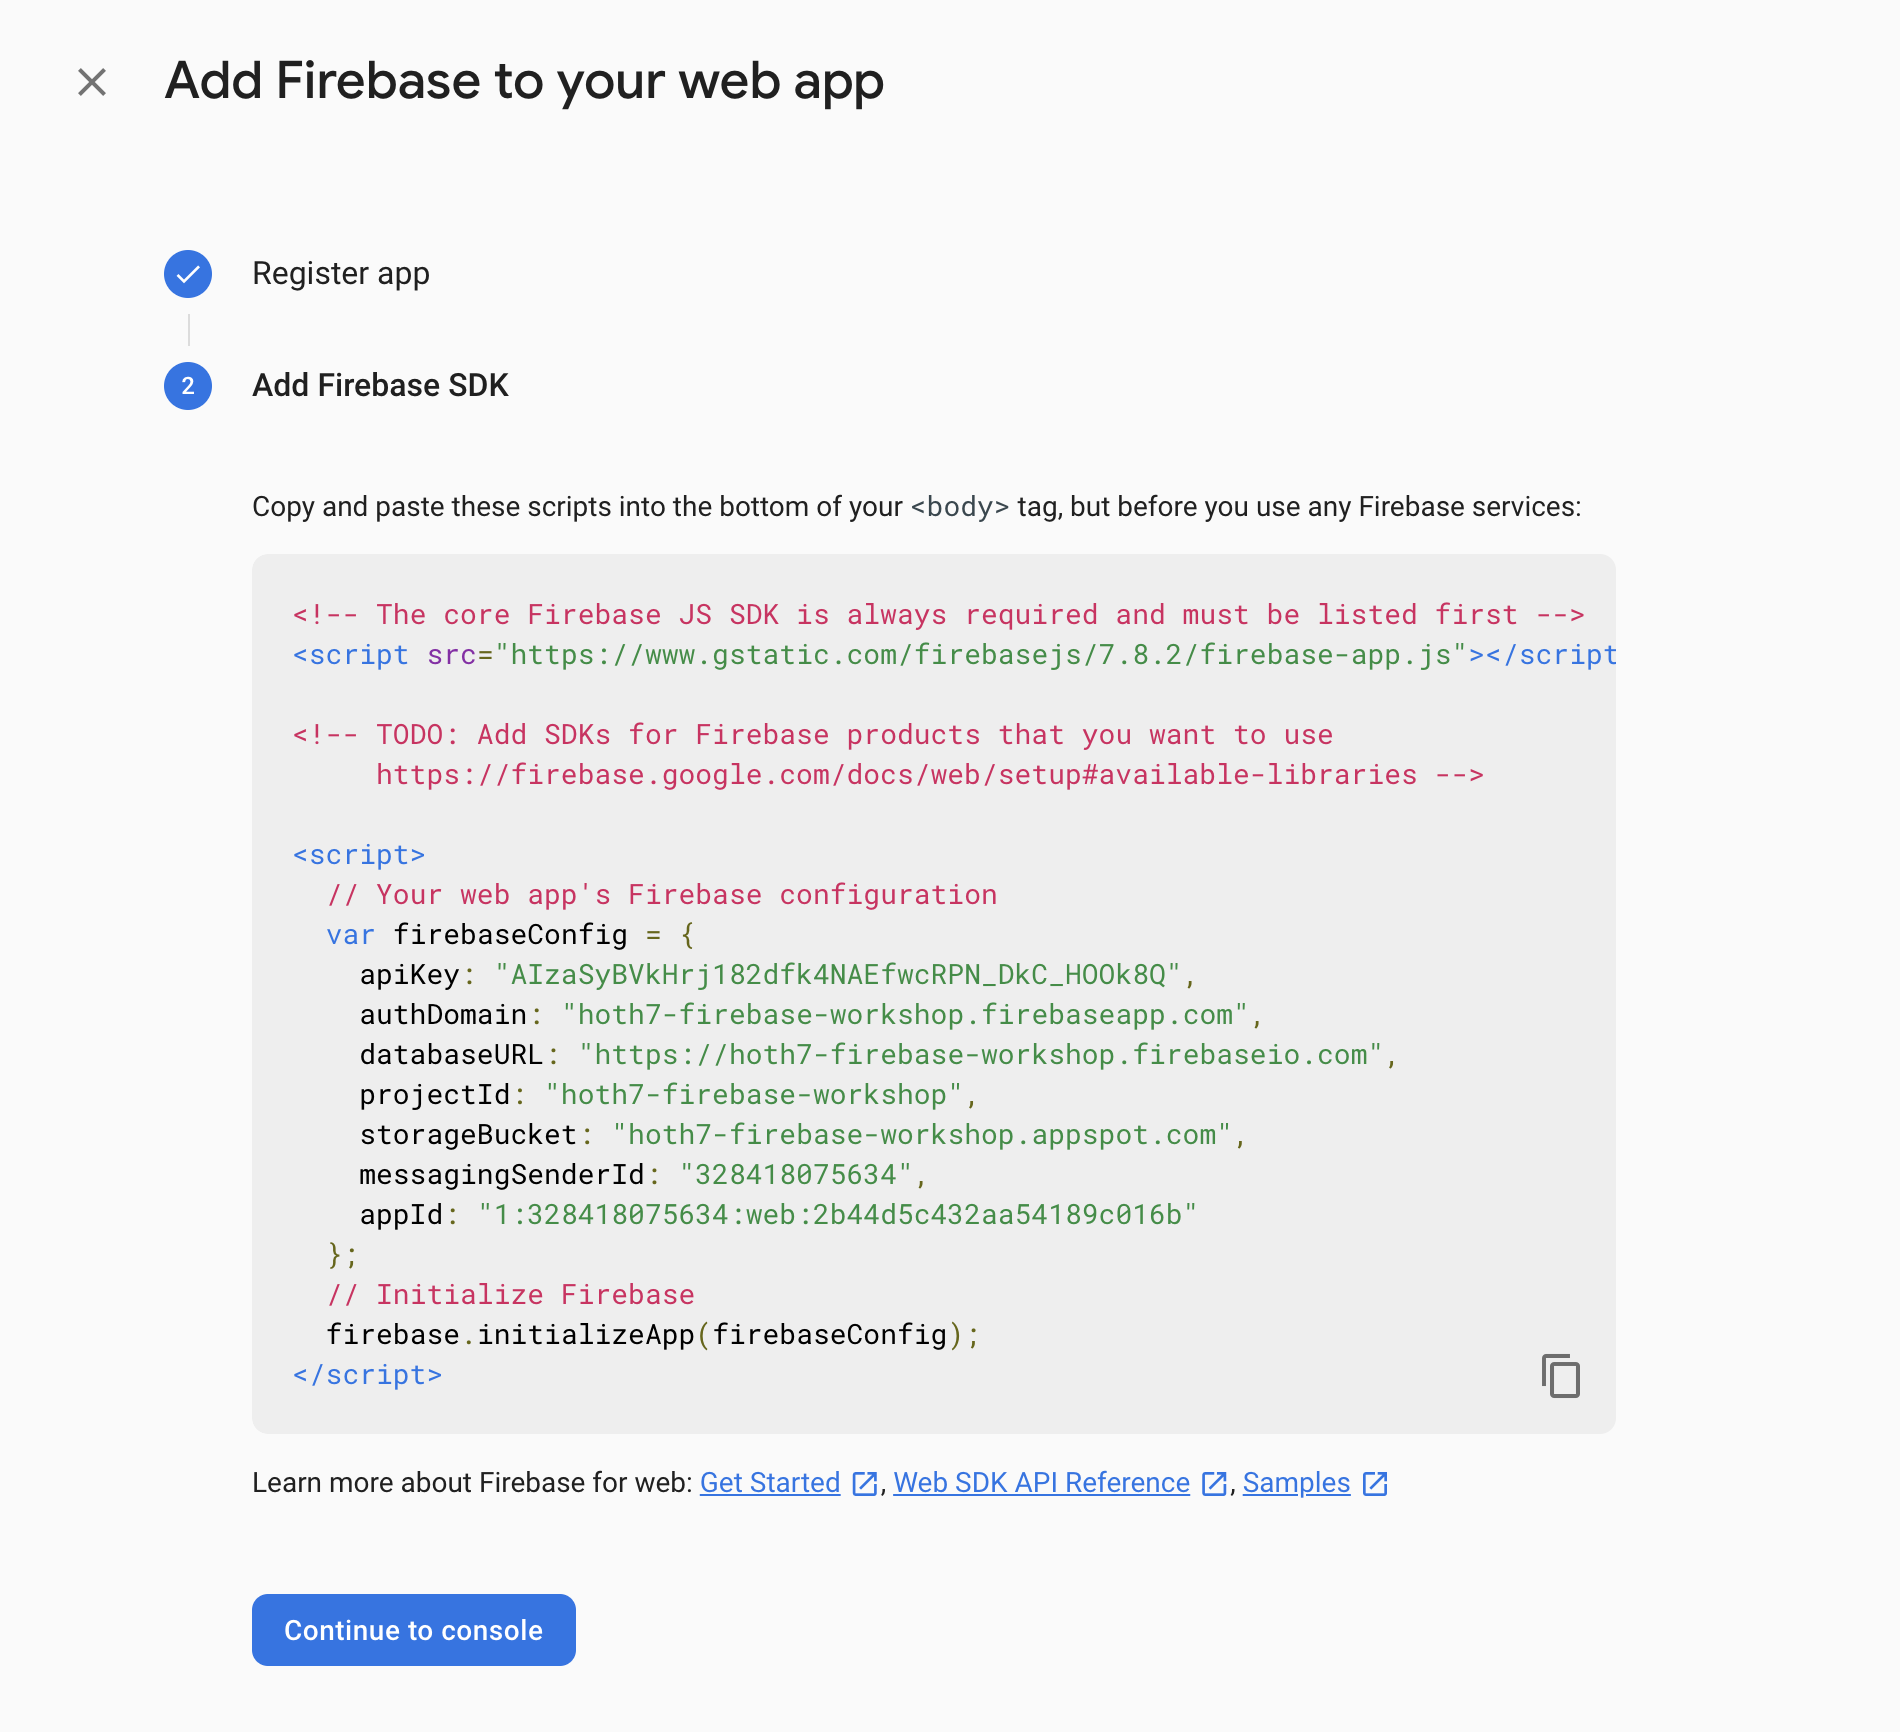 Add Firebase to your web app
Register app
2 Add Firebase SDK
Copy and paste these scripts into the bottom of your <body> tag, but before you use any Firebase services:
<!-- The core Firebase JS SDK is always required and must be listed first -->
<script src="https://www.gstatic.com/firebasejs/7.8.2/firebase-app.js"></script
<!-- TODO: Add SDKs for Firebase products that you want to use
https://firebase.google.com/docs/web/setup#available-libraries -->
<script>
// Your web app's Firebase configuration
var firebaseConfig = {
apiKey: "AIzaSyBVkHrj182dfk4NAEfwcRPN_DkC_HOOk8Q",
authDomain: "hoth7-firebase-workshop.firebaseapp.com",
databaseURL: "https://hoth7-firebase-workshop.firebaseio.com",
projectId: "hoth7-firebase-workshop",
storageBucket: "hoth7-firebase-workshop.appspot.com",
messagingSenderId: "328418075634",
appId: "1:328418075634:web:2b44d5c432aa54189c016b"
};
// Initialize Firebase
firebase.initializeApp(firebaseConfig);
</script>
Learn more about Firebase for web: Get Started, Web SDK API Reference, Samples
Continue to console